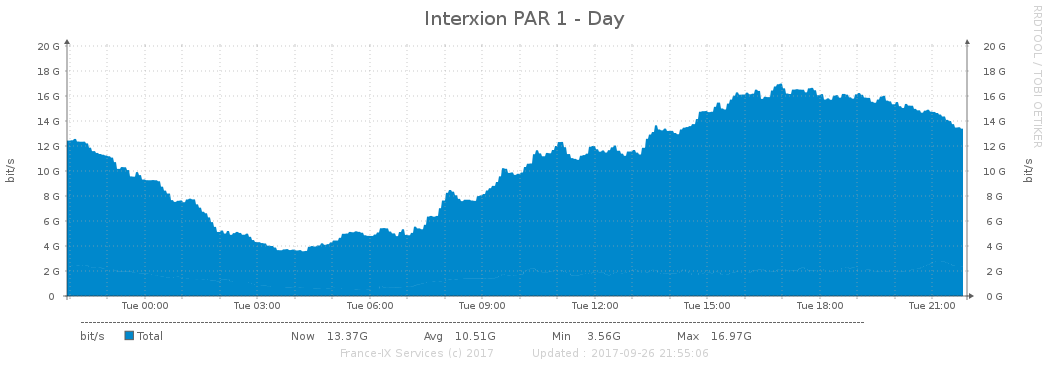 Interxion PAR 1 - Day
RRDTOOL / TOBI OETIKER
bit/s
20 G 20 G
18 G 18 G
16 G 16 G
14 G 14 G
12 G 12 G
10 G 10 G
8 G 8 G
6 G 6 G
4 G 4 G
2 G 2 G
0 0 G
bit/s
Tue 00:00 Tue 03:00 Tue 06:00 Tue 09:00 Tue 12:00 Tue 15:00 Tue 18:00 Tue 21:00
bit/s Total Now 13.37G Avg 10.51G Min 3.56G Max 16.97G
France-IX Services (c) 2017 Updated : 2017-09-26 21:55:06